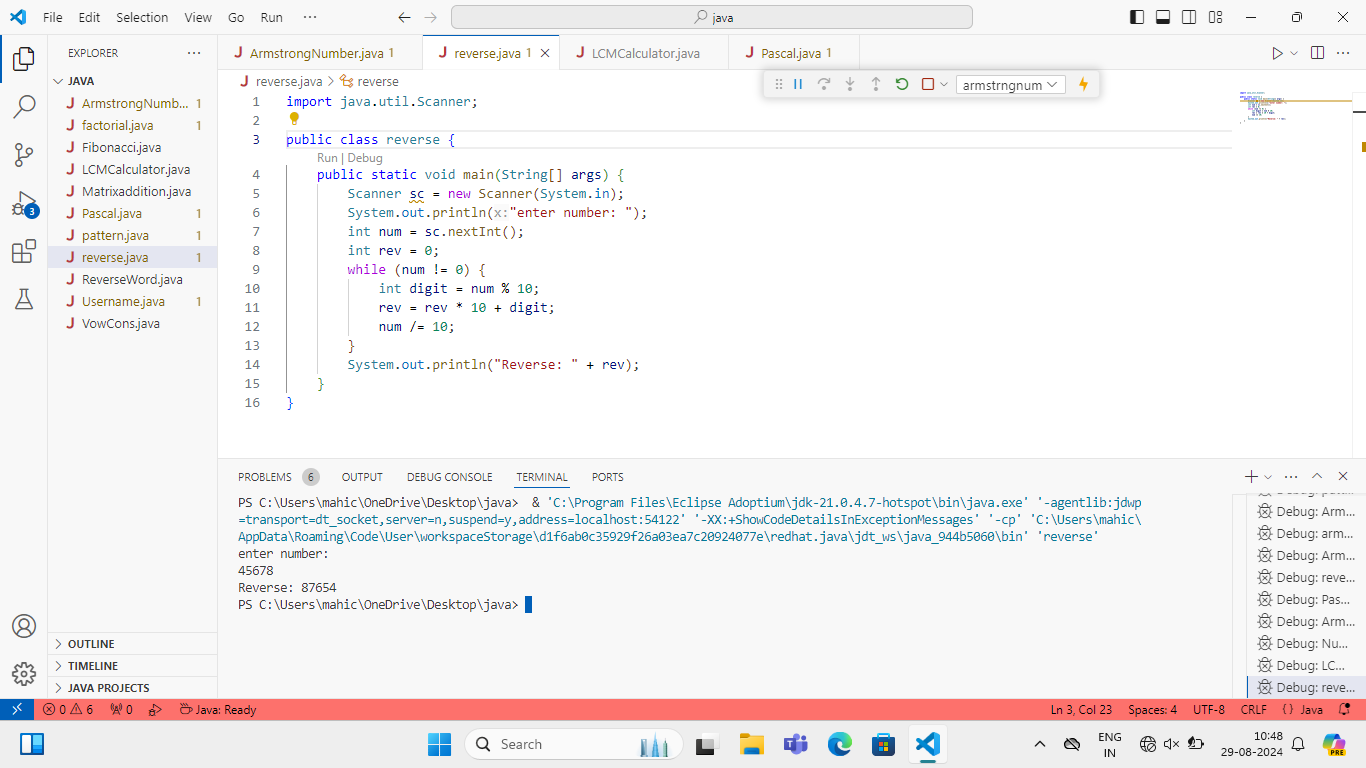 File Edit Selection View Go Run ··· java
EXPLORER ···
JAVA
ArmstrongNumb... 1
factorial.java 1
Fibonacci.java
LCMCalculator.java
Matrixaddition.java
Pascal.java 1
pattern.java 1
reverse.java 1
ReverseWord.java
Username.java 1
VowCons.java
OUTLINE
TIMELINE
JAVA PROJECTS
3
ArmstrongNumber.java 1 reverse.java 1 LCMCalculator.java Pascal.java 1
reverse.java > reverse
armstrngnum
1 import java.util.Scanner;
2
3 public class reverse {
Run | Debug
4 public static void main(String[] args) {
5 Scanner sc = new Scanner(System.in);
6 System.out.println(x:"enter number: ");
7 int num = sc.nextInt();
8 int rev = 0;
9 while (num != 0) {
10 int digit = num % 10;
11 rev = rev * 10 + digit;
12 num /= 10;
13 }
14 System.out.println("Reverse: " + rev);
15 }
16 }
PROBLEMS 6 OUTPUT DEBUG CONSOLE TERMINAL PORTS
PS C:\Users\mahic\OneDrive\Desktop\java>  & 'C:\Program Files\Eclipse Adoptium\jdk-21.0.4.7-hotspot\bin\java.exe' '-agentlib:jdwp
=transport=dt_socket,server=n,suspend=y,address=localhost:54122' '-XX:+ShowCodeDetailsInExceptionMessages' '-cp' 'C:\Users\mahic\
AppData\Roaming\Code\User\workspaceStorage\d1f6ab0c35929f26a03ea7c20924077e\redhat.java\jdt_ws\java_944b5060\bin' 'reverse'
enter number:
45678
Reverse: 87654
PS C:\Users\mahic\OneDrive\Desktop\java>
Debug: Arm...
Debug: arm...
Debug: Arm...
Debug: reve...
Debug: Pas...
Debug: Arm...
Debug: Nu...
Debug: LC...
Debug: reve...
0 6 0 Java: Ready Ln 3, Col 23 Spaces: 4 UTF-8 CRLF {} Java
Search ENG 10:48
IN 29-08-2024
PRE